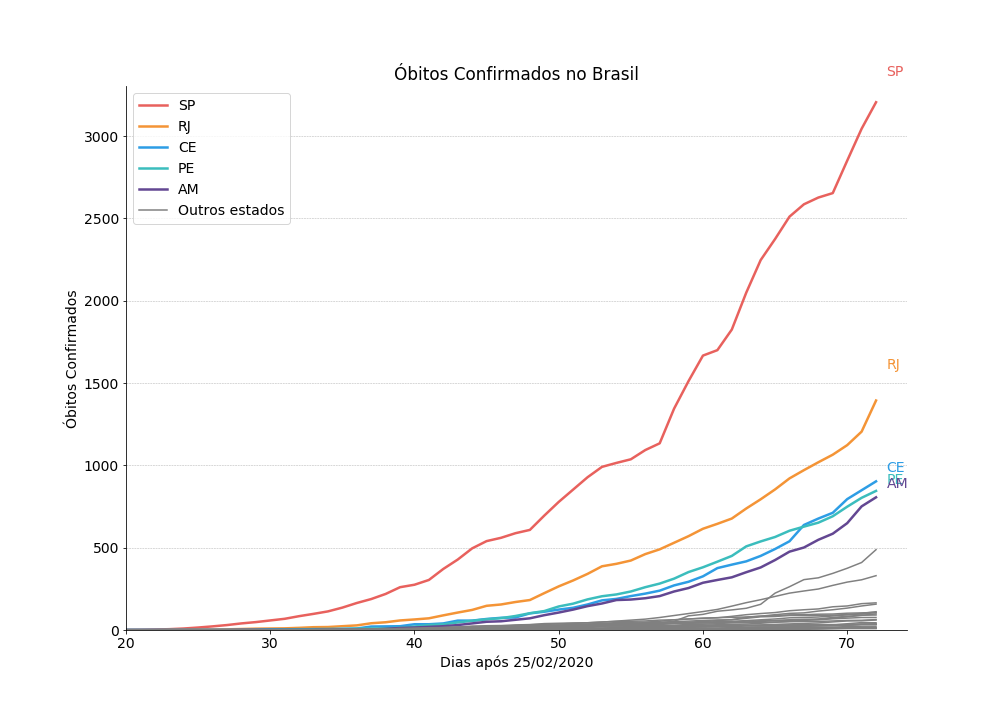 Óbitos Confirmados no Brasil
SP
SP
RJ
CE
PE
AM
Outros estados
3000
2500
2000
1500
1000
500
0
Óbitos Confirmados
RJ
CE
PE
AM
20
30
40
50
60
70
Dias após 25/02/2020